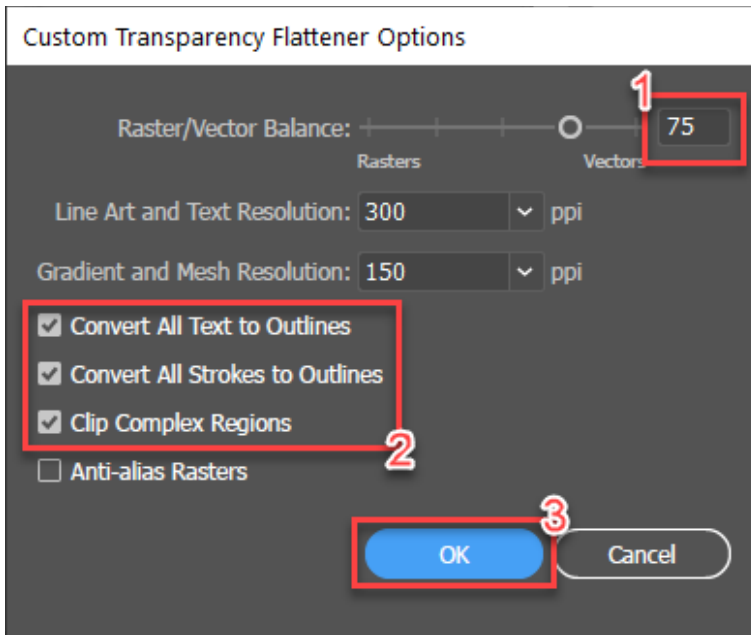 Custom Transparency Flattener Options
1
Raster/Vector Balance: 75
Rasters Vectors
Line Art and Text Resolution: 300 ppi
Gradient and Mesh Resolution: 150 ppi
Convert All Text to Outlines
Convert All Strokes to Outlines
Clip Complex Regions
2
Anti-alias Rasters
3
OK Cancel